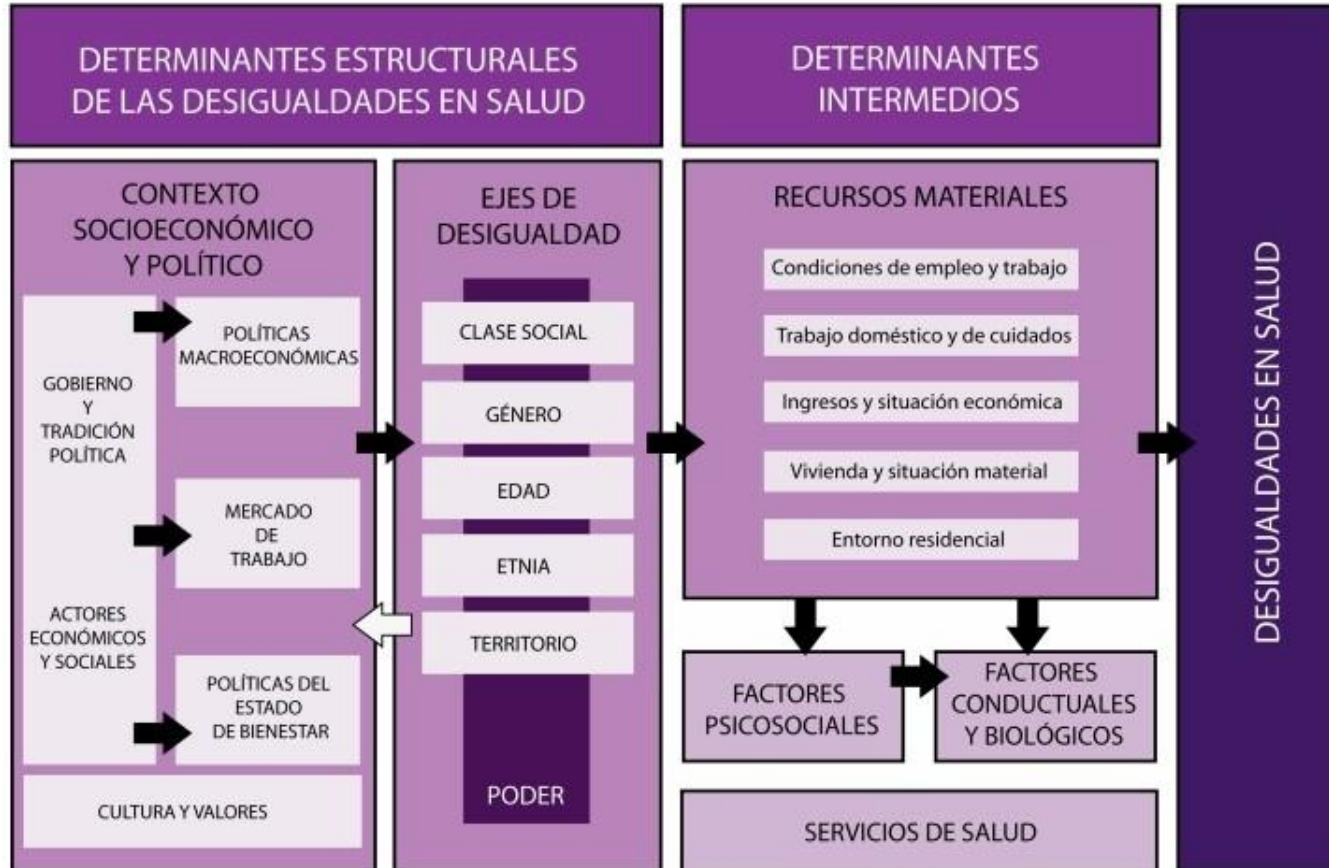 DETERMINANTES ESTRUCTURALES
DE LAS DESIGUALDADES EN SALUD
DETERMINANTES
INTERMEDIOS
CONTEXTO
SOCIOECONÓMICO
Y POLÍTICO
GOBIERNO
Y
TRADICIÓN
POLÍTICA
ACTORES
ECONÓMICOS
Y SOCIALES
POLÍTICAS
MACROECONÓMICAS
MERCADO
DE
TRABAJO
POLÍTICAS DEL
ESTADO
DE BIENESTAR
CULTURA Y VALORES
EJES DE
DESIGUALDAD
CLASE SOCIAL
GÉNERO
EDAD
ETNIA
TERRITORIO
PODER
RECURSOS MATERIALES
Condiciones de empleo y trabajo
Trabajo doméstico y de cuidados
Ingresos y situación económica
Vivienda y situación material
Entorno residencial
FACTORES
PSICOSOCIALES
FACTORES
CONDUCTUALES
Y BIOLÓGICOS
SERVICIOS DE SALUD
DESIGUALDADES EN SALUD